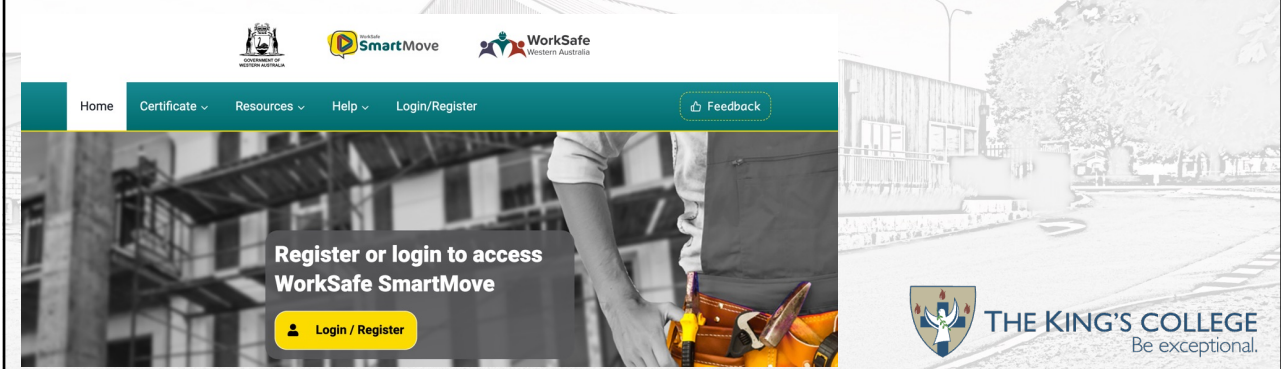 GOVERNMENT OF
WESTERN AUSTRALIA
WorkSafe
SmartMove
WorkSafe
Western Australia
Home Certificate Resources Help Login/Register Feedback
Register or login to access
WorkSafe SmartMove
Login / Register
THE KING'S COLLEGE
Be exceptional.